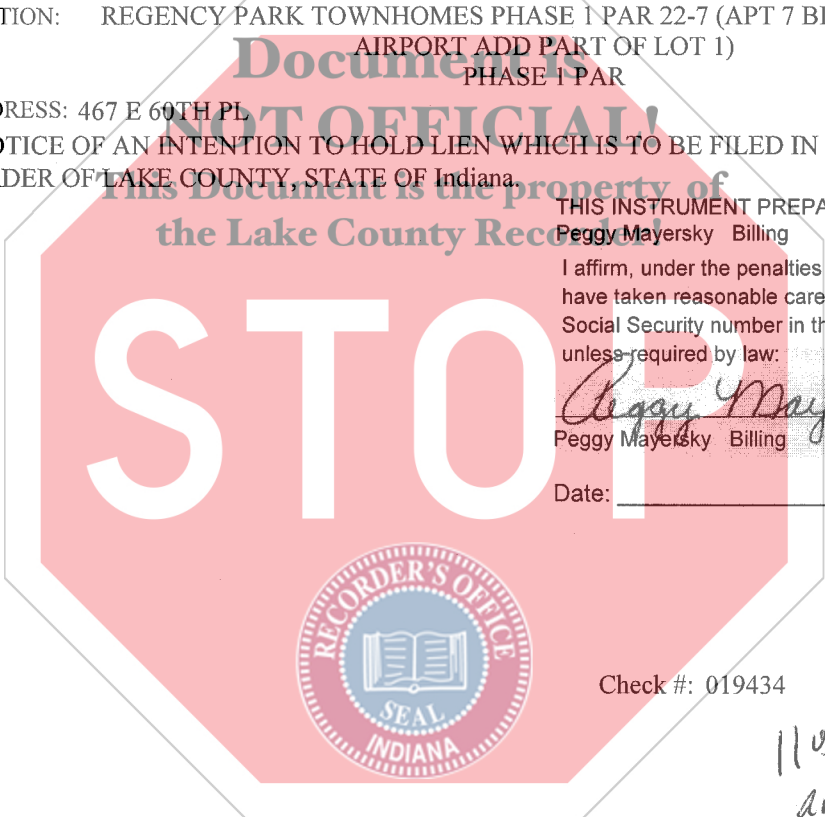 TION: REGENCY PARK TOWNHOMES PHASE 1 PAR 22-7 (APT 7 B
AIRPORT ADD PART OF LOT 1)
PHASE 1 PAR
DRESS: 467 E 60TH PL
OTICE OF AN INTENTION TO HOLD LIEN WHICH IS TO BE FILED IN
DER OF LAKE COUNTY, STATE OF Indiana.
Document is
NOT OFFICIAL!
This Document is the property of
the Lake County Recorder!
THIS INSTRUMENT PREPA
Peggy Mayersky Billing
I affirm, under the penalties
have taken reasonable care
Social Security number in th
unless required by law:
Peggy May
Peggy Mayersky Billing
Date:
STOP
RECORDER'S OFFICE
SEAL
INDIANA
Check #: 019434